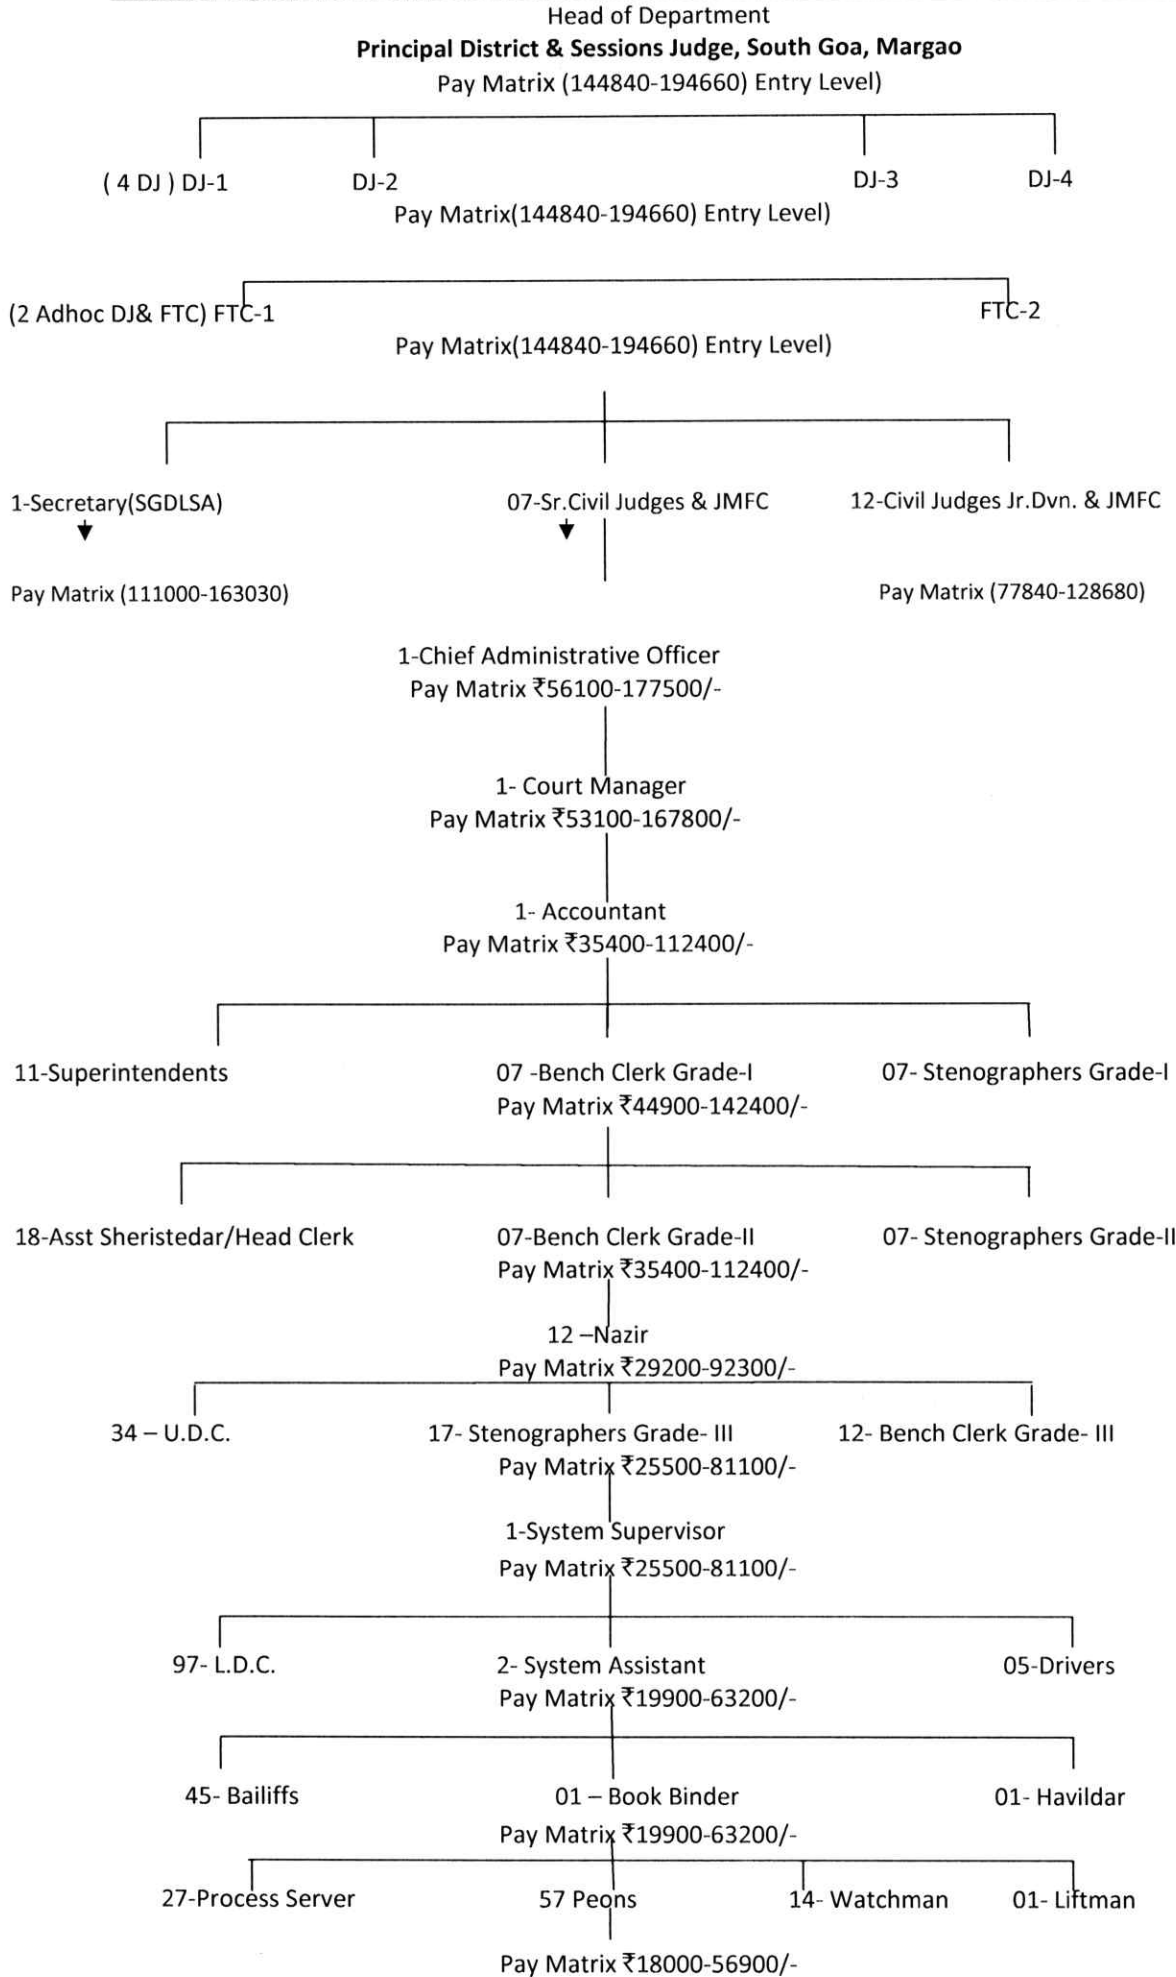 Head of Department
Principal District & Sessions Judge, South Goa, Margao
Pay Matrix (144840-194660) Entry Level)
( 4 DJ ) DJ-1 DJ-2 DJ-3 DJ-4
Pay Matrix(144840-194660) Entry Level)
(2 Adhoc DJ& FTC) FTC-1 FTC-2
Pay Matrix(144840-194660) Entry Level)
1-Secretary(SGDLSA) 07-Sr.Civil Judges & JMFC 12-Civil Judges Jr.Dvn. & JMFC
Pay Matrix (111000-163030) Pay Matrix (77840-128680)
1-Chief Administrative Officer
Pay Matrix ₹56100-177500/-
1- Court Manager
Pay Matrix ₹53100-167800/-
1- Accountant
Pay Matrix ₹35400-112400/-
11-Superintendents 07 -Bench Clerk Grade-I 07- Stenographers Grade-I
Pay Matrix ₹44900-142400/-
18-Asst Sheristedar/Head Clerk 07-Bench Clerk Grade-II 07- Stenographers Grade-II
Pay Matrix ₹35400-112400/-
12 –Nazir
Pay Matrix ₹29200-92300/-
34 – U.D.C. 17- Stenographers Grade- III 12- Bench Clerk Grade- III
Pay Matrix ₹25500-81100/-
1-System Supervisor
Pay Matrix ₹25500-81100/-
97- L.D.C. 2- System Assistant 05-Drivers
Pay Matrix ₹19900-63200/-
45- Bailiffs 01 – Book Binder 01- Havildar
Pay Matrix ₹19900-63200/-
27-Process Server 57 Peons 14- Watchman 01- Liftman
Pay Matrix ₹18000-56900/-